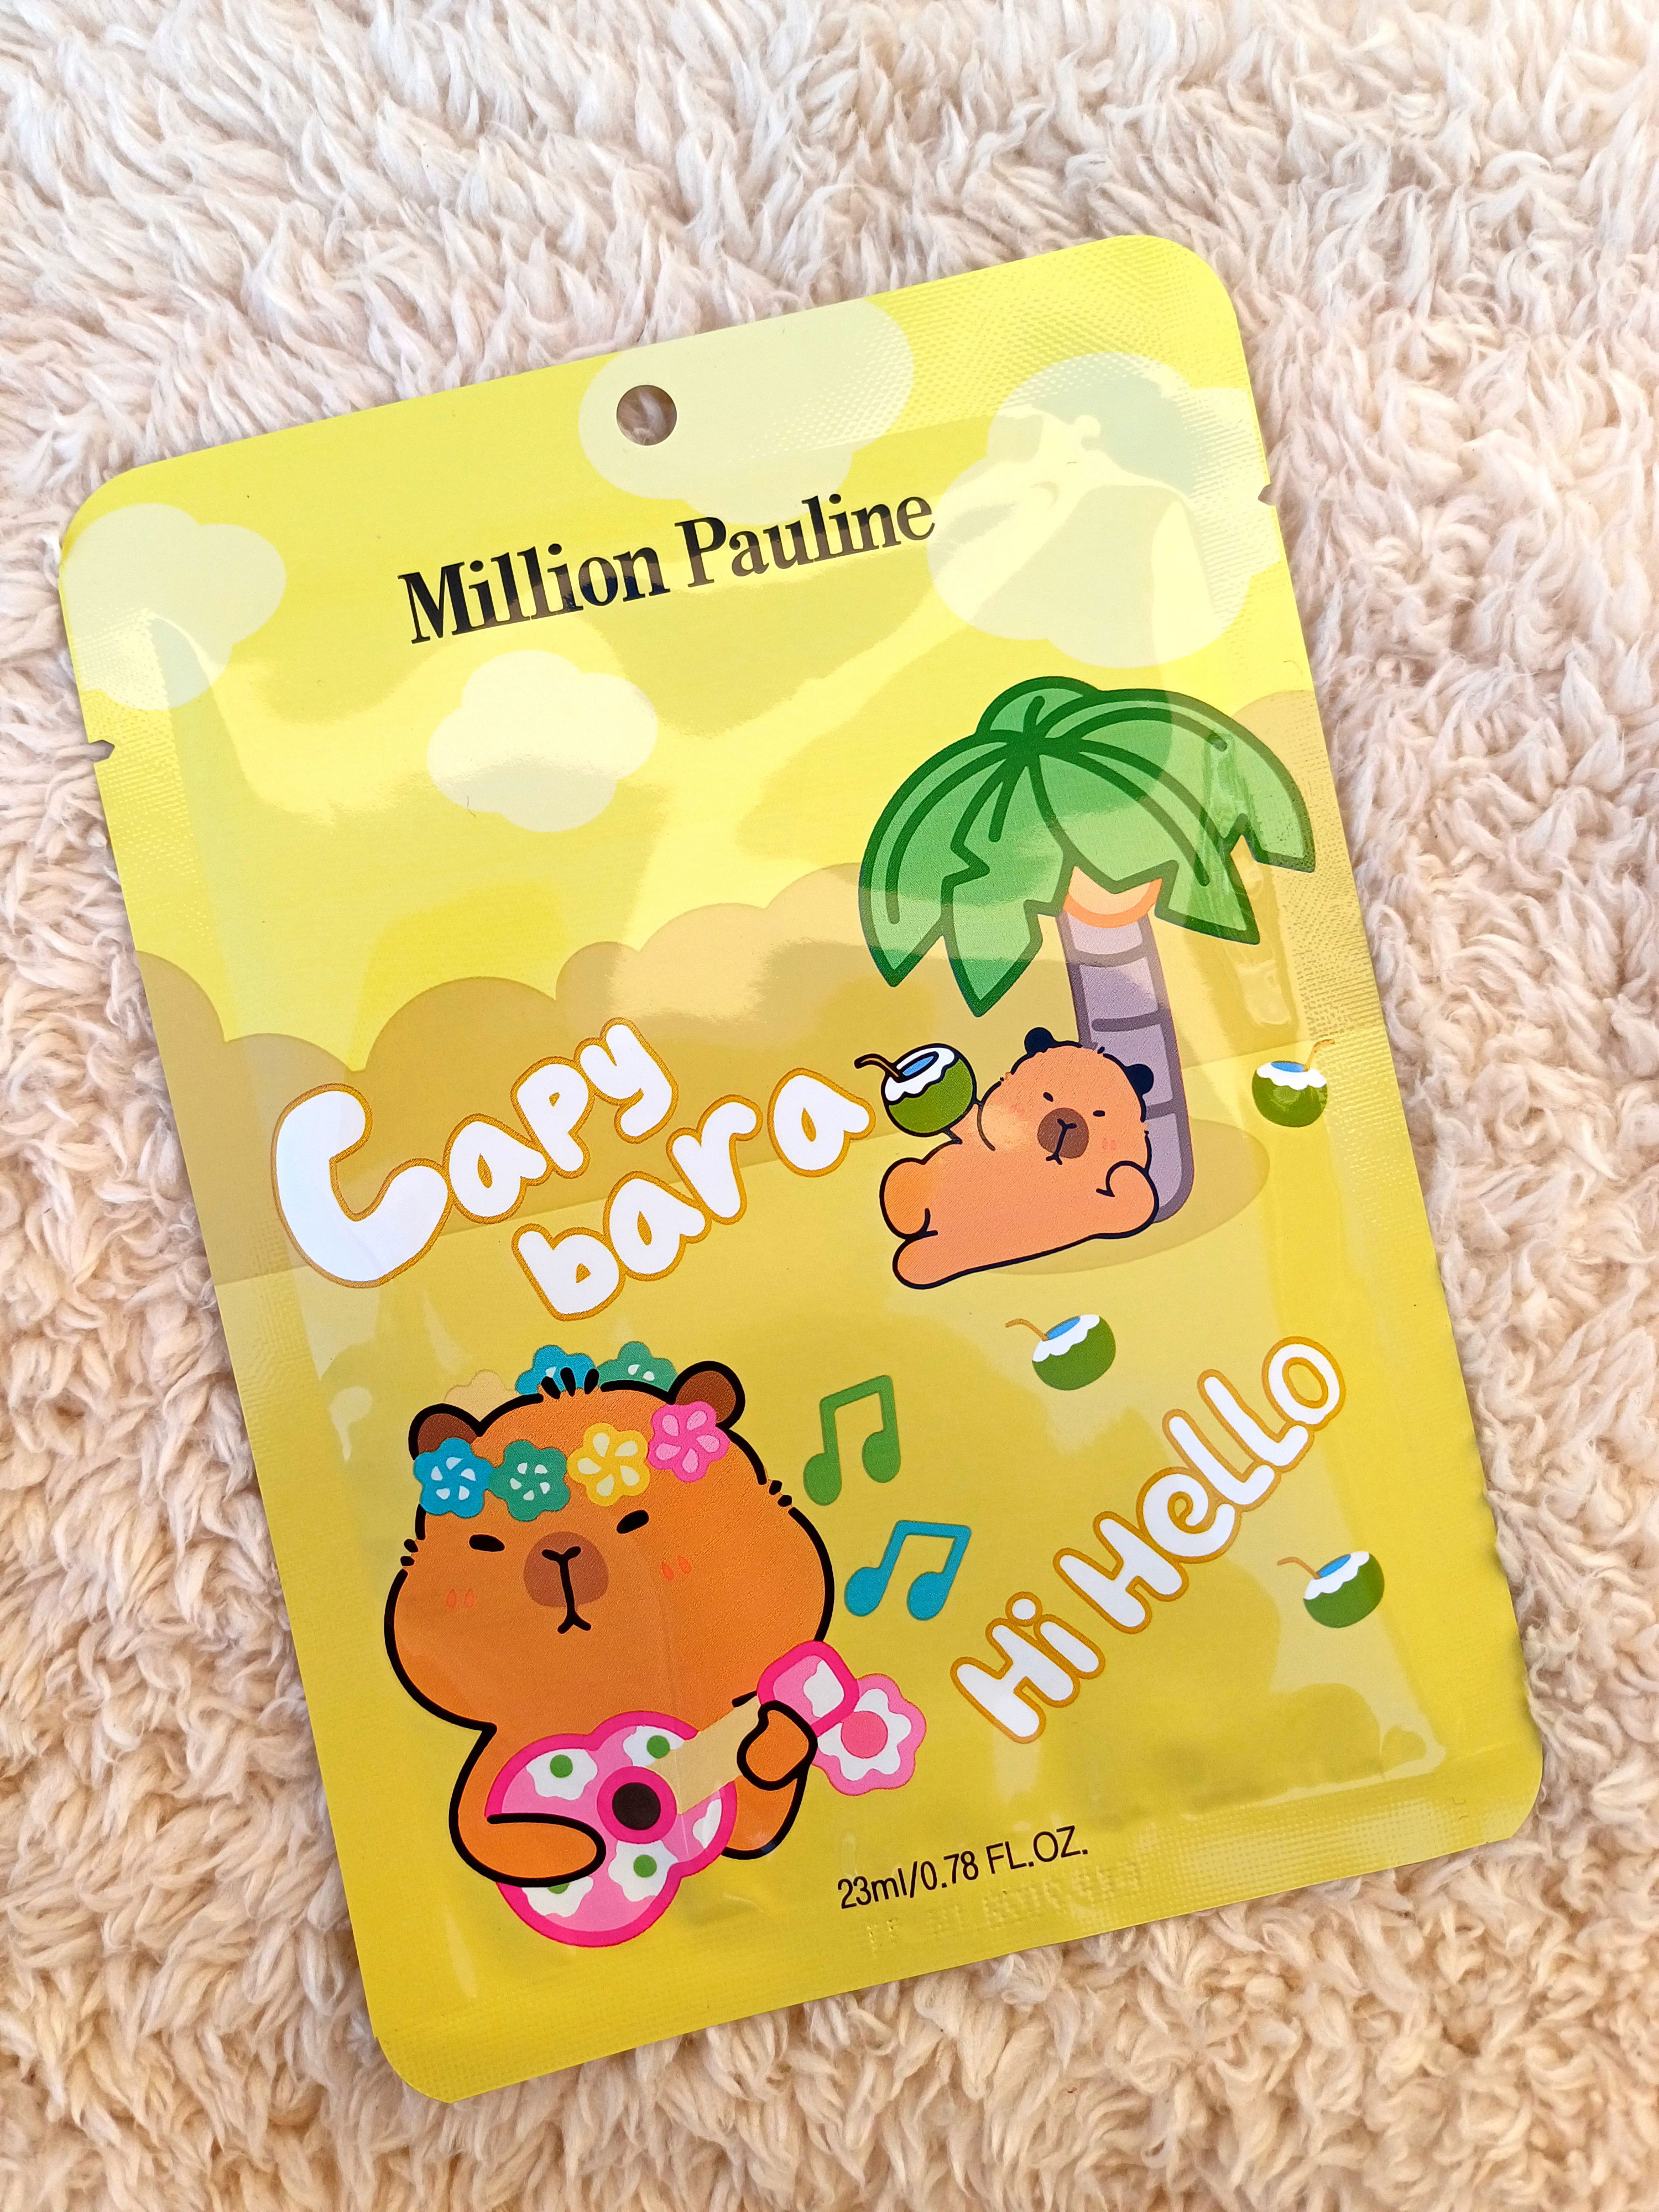 Million Pauline
Capy
bara
Hi Hello
23ml/0.78 FL.OZ.